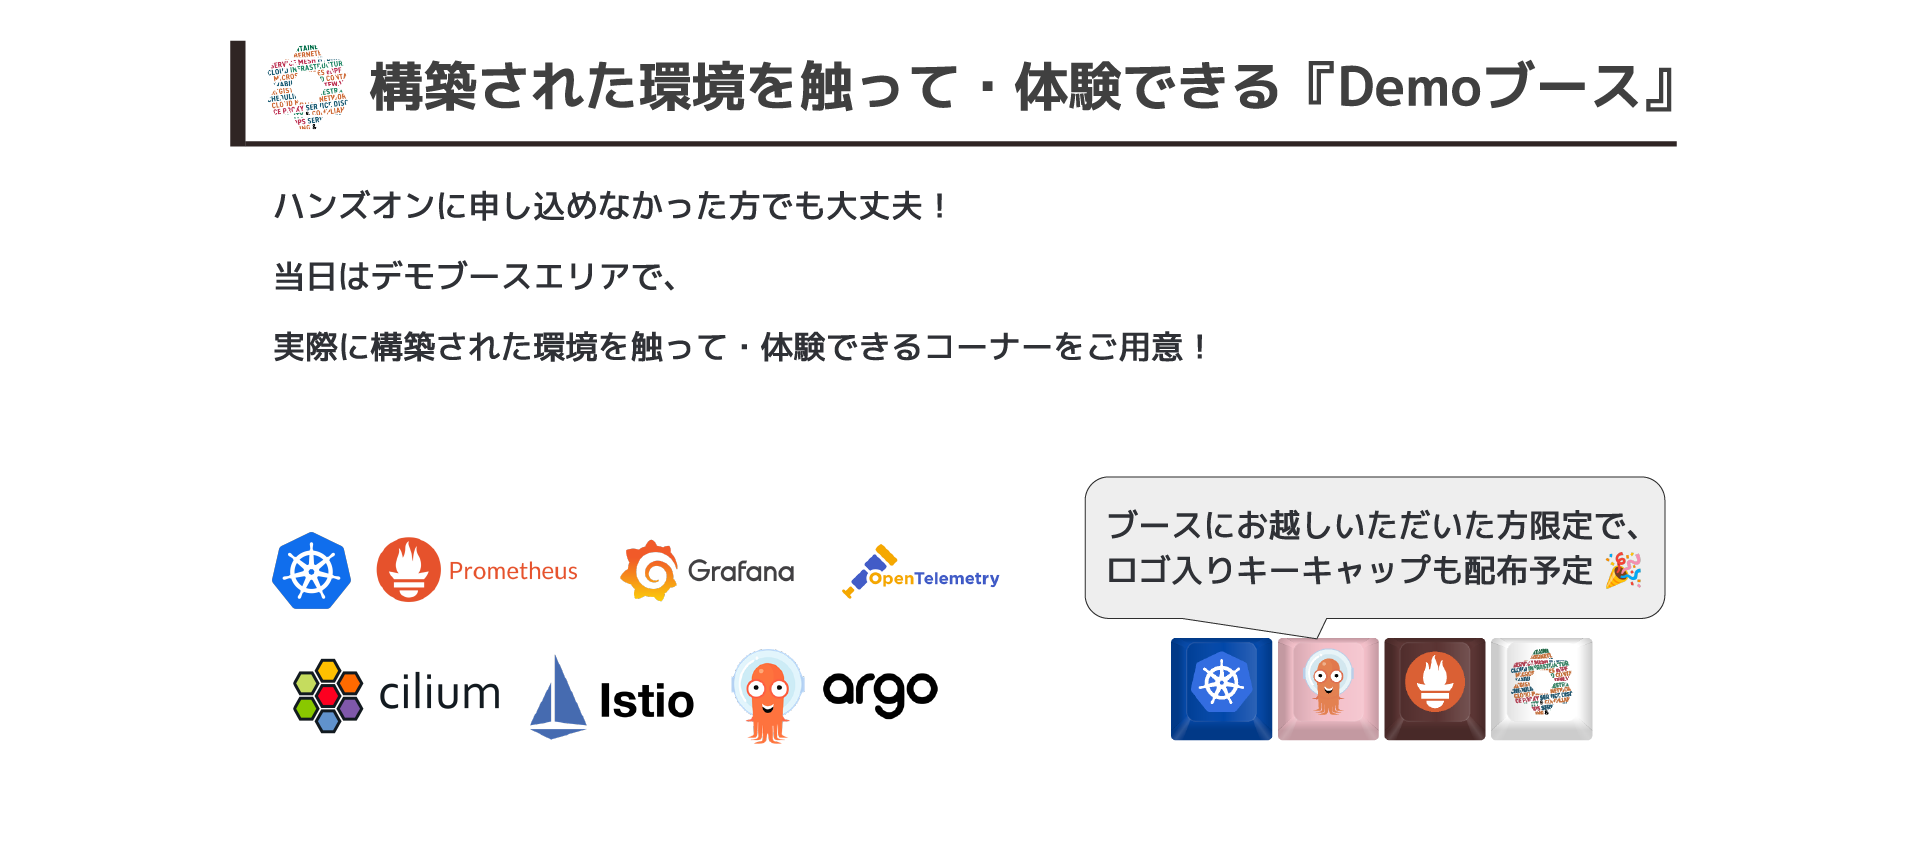 構築された環境を触って・体験できる『Demoブース』
ハンズオンに申し込めなかった方でも大丈夫！
当日はデモブースエリアで、
実際に構築された環境を触って・体験できるコーナーをご用意！
ブースにお越しいただいた方限定で、
ロゴ入りキーキャップも配布予定 🎉
Prometheus
Grafana
OpenTelemetry
cilium
Istio
argo